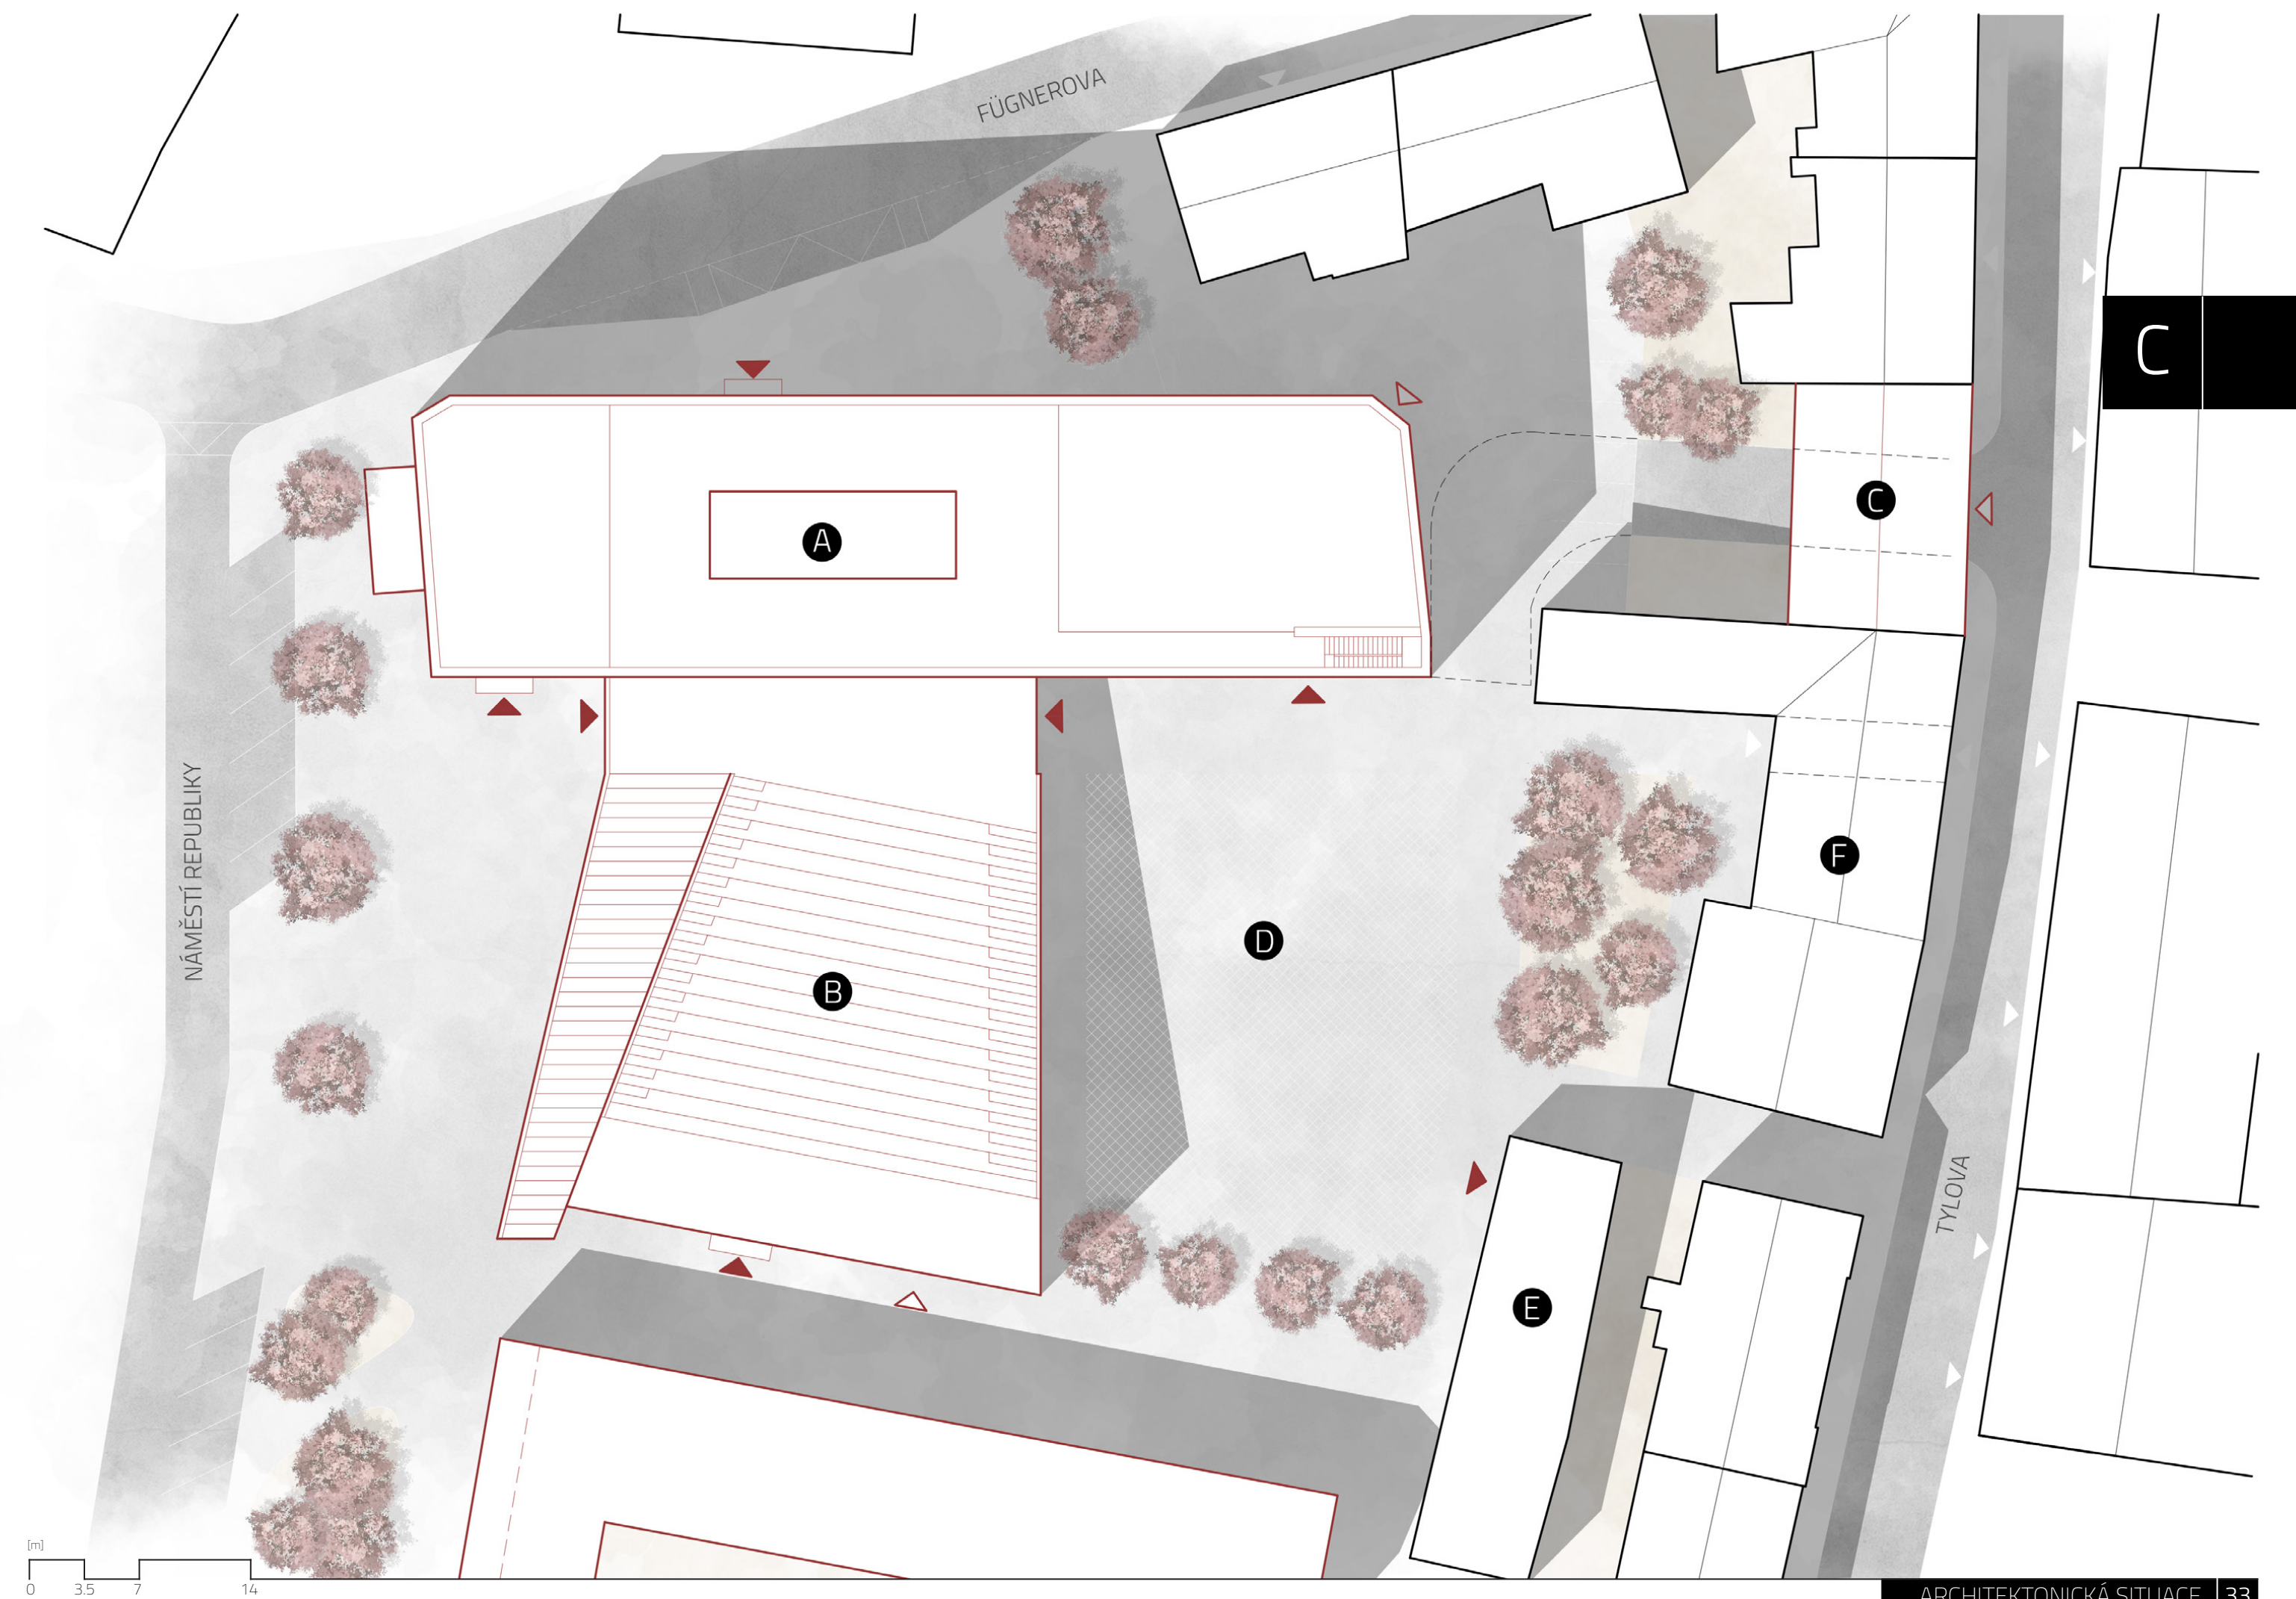 FÜGNEROVA
C
A
C
NÁMĚSTÍ REPUBLIKY
F
D
B
TYLOVA
E
[m]
0 3.5 7 14
ARCHITEKTONICKÁ SITUACE 33